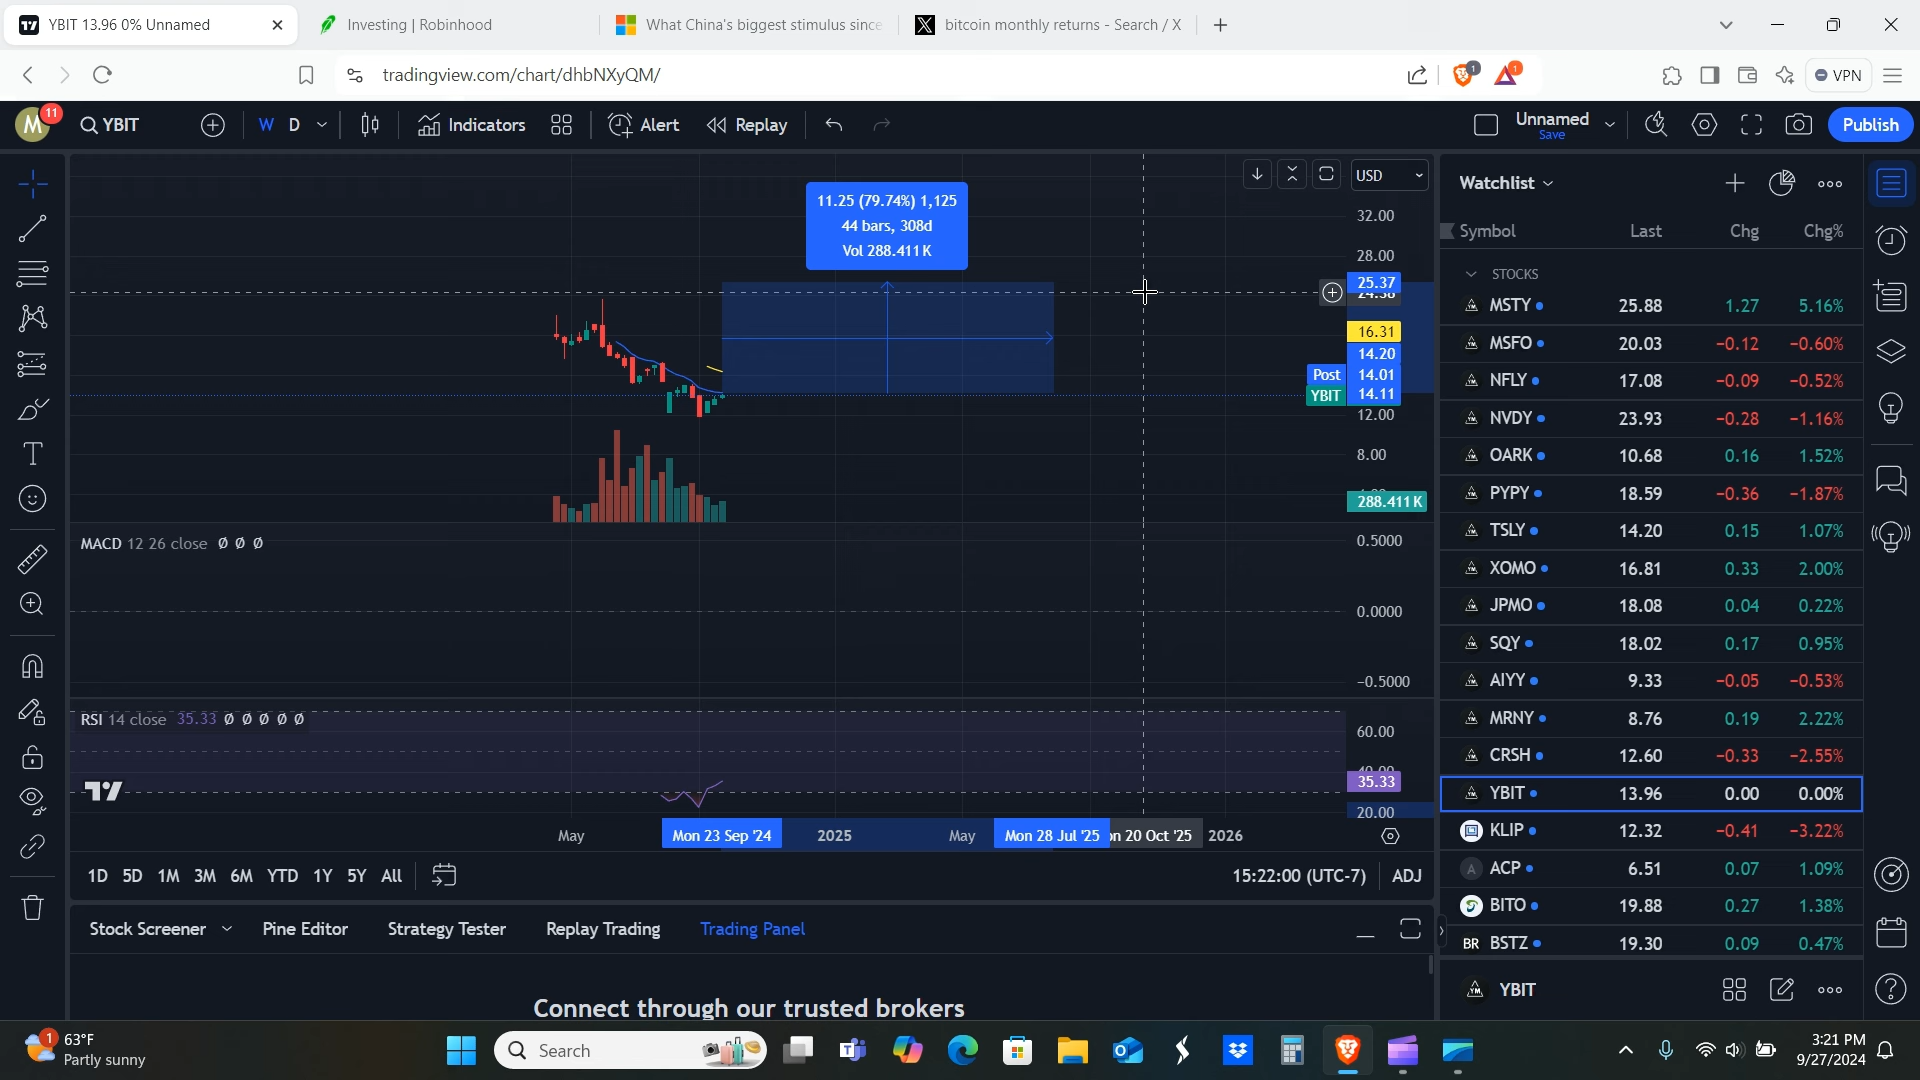 YBIT 13.96 0% Unnamed
Investing | Robinhood
What China's biggest stimulus since
bitcoin monthly returns - Search / X
tradingview.com/chart/dhbNXyQM/
1
1
VPN
M
11
YBIT
W
D
Indicators
Alert
Replay
Unnamed
Save
Publish
USD
11.25 (79.74%) 1,125
44 bars, 308d
Vol 288.411K
32.00
28.00
25.37
16.31
14.20
Post 14.01
YBIT 14.11
12.00
8.00
288.411K
MACD 12 26 close Ø Ø Ø
0.5000
0.0000
−0.5000
RSI 14 close 35.33 Ø Ø Ø Ø Ø
60.00
35.33
20.00
May
Mon 23 Sep '24
2025
May
Mon 28 Jul '25
on 20 Oct '25
2026
1D 5D 1M 3M 6M YTD 1Y 5Y All
15:22:00 (UTC-7)
ADJ
Stock Screener
Pine Editor
Strategy Tester
Replay Trading
Trading Panel
Connect through our trusted brokers
Watchlist
Symbol Last Chg Chg%
STOCKS
MSTY 25.88 1.27 5.16%
MSFO 20.03 −0.12 −0.60%
NFLY 17.08 −0.09 −0.52%
NVDY 23.93 −0.28 −1.16%
OARK 10.68 0.16 1.52%
PYPY 18.59 −0.36 −1.87%
TSLY 14.20 0.15 1.07%
XOMO 16.81 0.33 2.00%
JPMO 18.08 0.04 0.22%
SQY 18.02 0.17 0.95%
AIYY 9.33 −0.05 −0.53%
MRNY 8.76 0.19 2.22%
CRSH 12.60 −0.33 −2.55%
YBIT 13.96 0.00 0.00%
KLIP 12.32 −0.41 −3.22%
A ACP 6.51 0.07 1.09%
BITO 19.88 0.27 1.38%
BR BSTZ 19.30 0.09 0.47%
YBIT
1
63°F
Partly sunny
Search
3:21 PM
9/27/2024